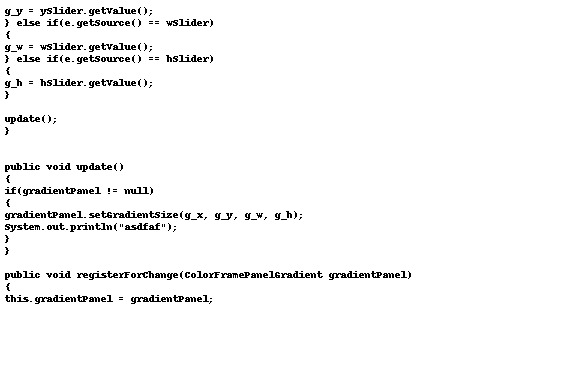 g_y = ySlider.getValue();
} else if(e.getSource() == wSlider)
{
g_w = wSlider.getValue();
} else if(e.getSource() == hSlider)
{
g_h = hSlider.getValue();
}
update();
}
public void update()
{
if(gradientPanel != null)
{
gradientPanel.setGradientSize(g_x, g_y, g_w, g_h);
System.out.println("asdfaf");
}
}
public void registerForChange(ColorFramePanelGradient gradientPanel)
{
this.gradientPanel = gradientPanel;